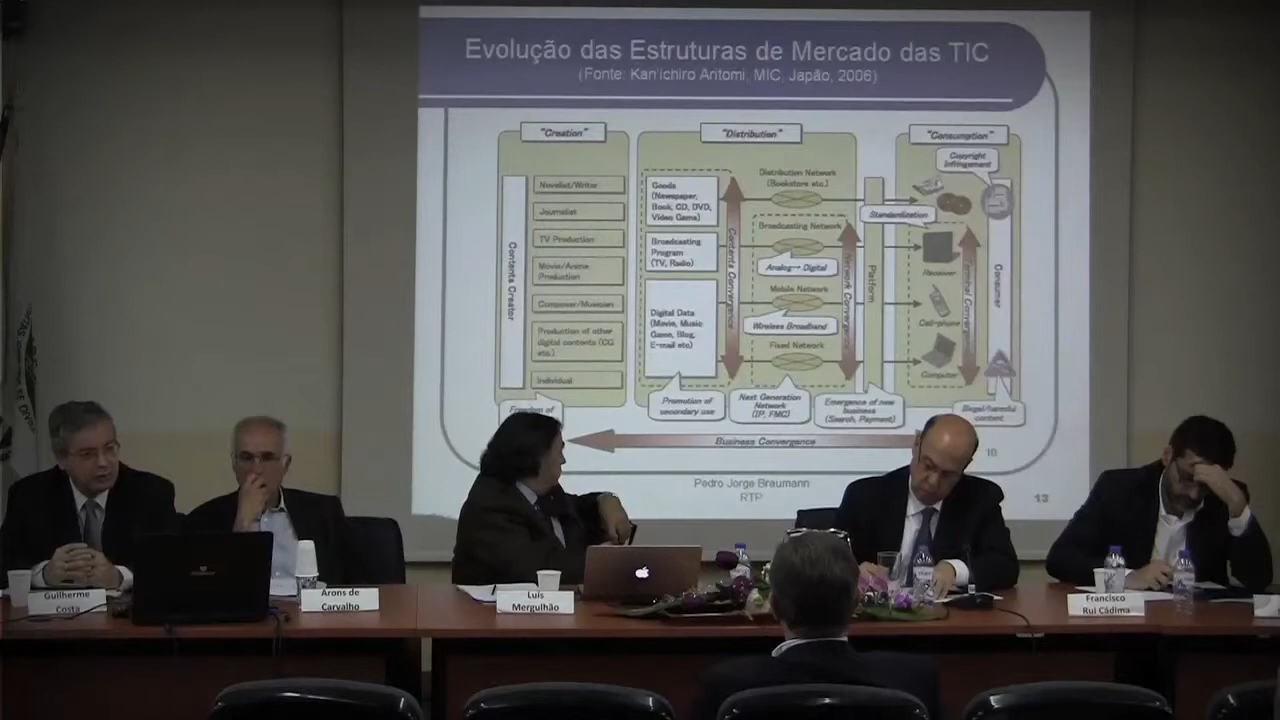 Evolução das Estruturas de Mercado das TIC
(Fonte: Kan'ichiro Aritomi, MIC, Japão, 2006)
"Creation"
"Distribution"
"Consumption"
Contents Creator
Novelist/Writer
Journalist
TV Production
Movie/Anime
Production
Composer/Musician
Production of other
digital contents (CG
etc.)
Individual
Freedom of
Goods
(Newspaper,
Book, CD, DVD,
Video Game)
Broadcasting
Program
(TV, Radio)
Digital Data
(Movie, Music
Game, Blog,
E-mail etc)
Promotion of
secondary use
Contents Convergence
Distribution Network
(Bookstore etc.)
Broadcasting Network
Analog→ Digital
Mobile Network
Wireless Broadband
Fixed Network
Next Generation
Network
(IP, FMC)
Network Convergence
Platform
Emergence of new
business
(Search, Payment)
Standardization
Copyright
Infringement
Receiver
Cell-phone
Computer
Terminal Convergence
Consumer
Illegal/harmful
content
Business Convergence
18
Pedro Jorge Braumann
RTP
13
Guilherme
Costa
Arons de
Carvalho
Luís
Mergulhão
Francisco
Rui Cádima